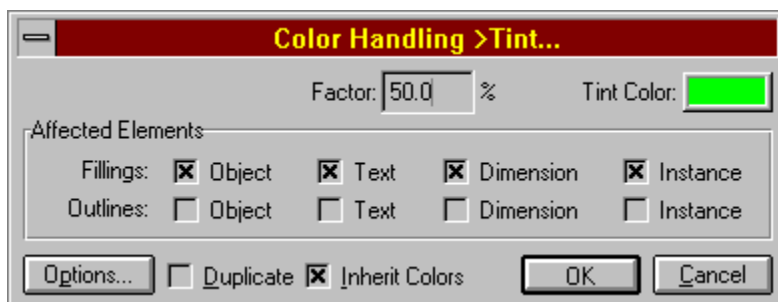 Color Handling >Tint...
Factor: 50.0 % Tint Color:
Affected Elements
Fillings: Object Text Dimension Instance
Outlines: Object Text Dimension Instance
Options... Duplicate Inherit Colors OK Cancel